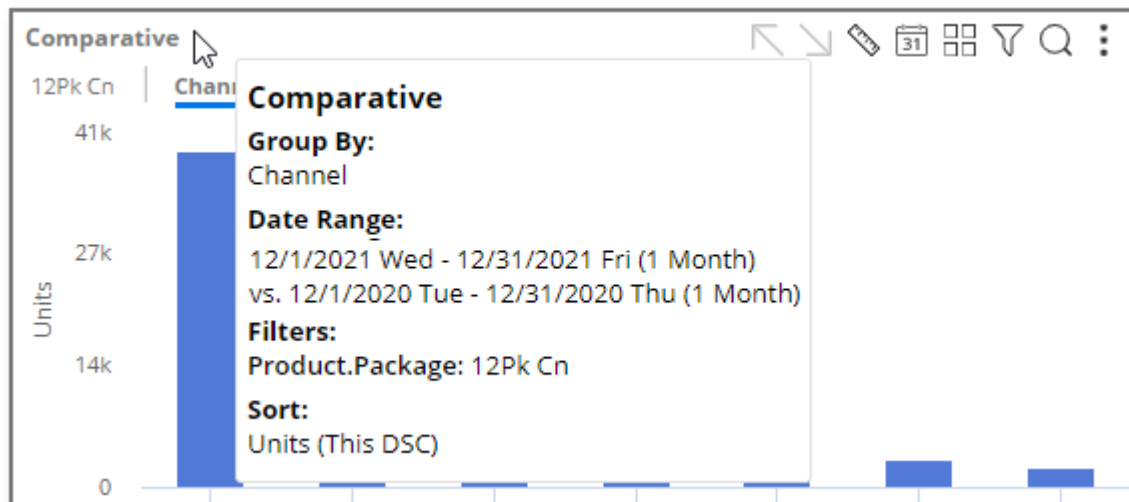 Comparative
31
12Pk Cn
Comparative
Group By:
Channel
Date Range:
12/1/2021 Wed - 12/31/2021 Fri (1 Month)
vs. 12/1/2020 Tue - 12/31/2020 Thu (1 Month)
Filters:
Product.Package: 12Pk Cn
Sort:
Units (This DSC)
41k
27k
14k
0
Units